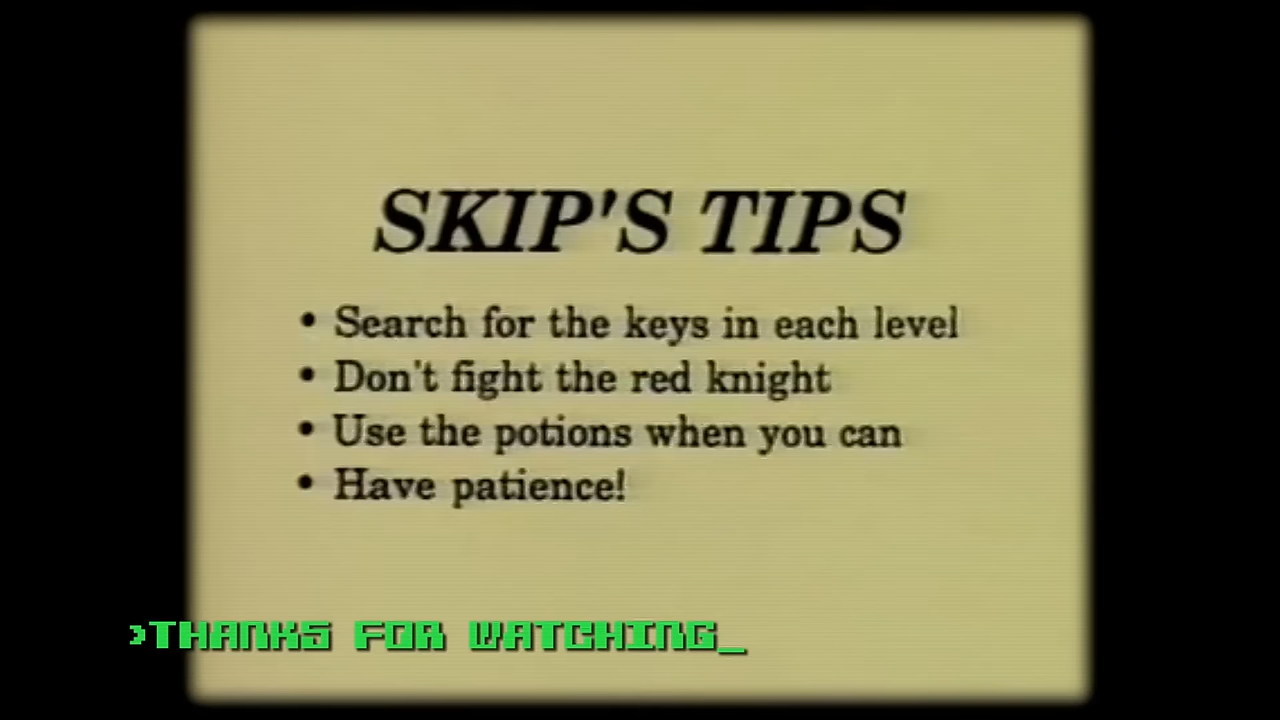 SKIP'S TIPS
• Search for the keys in each level
• Don't fight the red knight
• Use the potions when you can
• Have patience!
>THANKS FOR WATCHING_